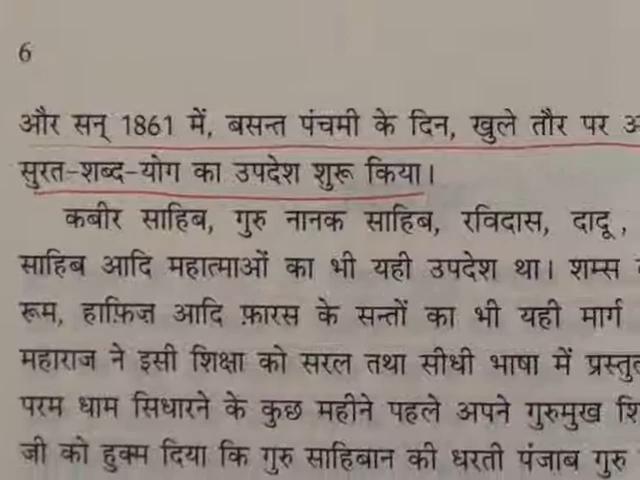 6
और सन् 1861 में, बसन्त पंचमी के दिन, खुले तौर पर
सुरत-शब्द-योग का उपदेश शुरू किया।
कबीर साहिब, गुरु नानक साहिब, रविदास, दादू,
साहिब आदि महात्माओं का भी यही उपदेश था। शम्स
रूम, हाफ़िज़ आदि फ़ारस के सन्तों का भी यही मार्ग
महाराज ने इसी शिक्षा को सरल तथा सीधी भाषा में
परम धाम सिधारने के कुछ महीने पहले अपने गुरुमुख
जी को हुक्म दिया कि गुरु साहिबान की धरती पंजाब गुरु